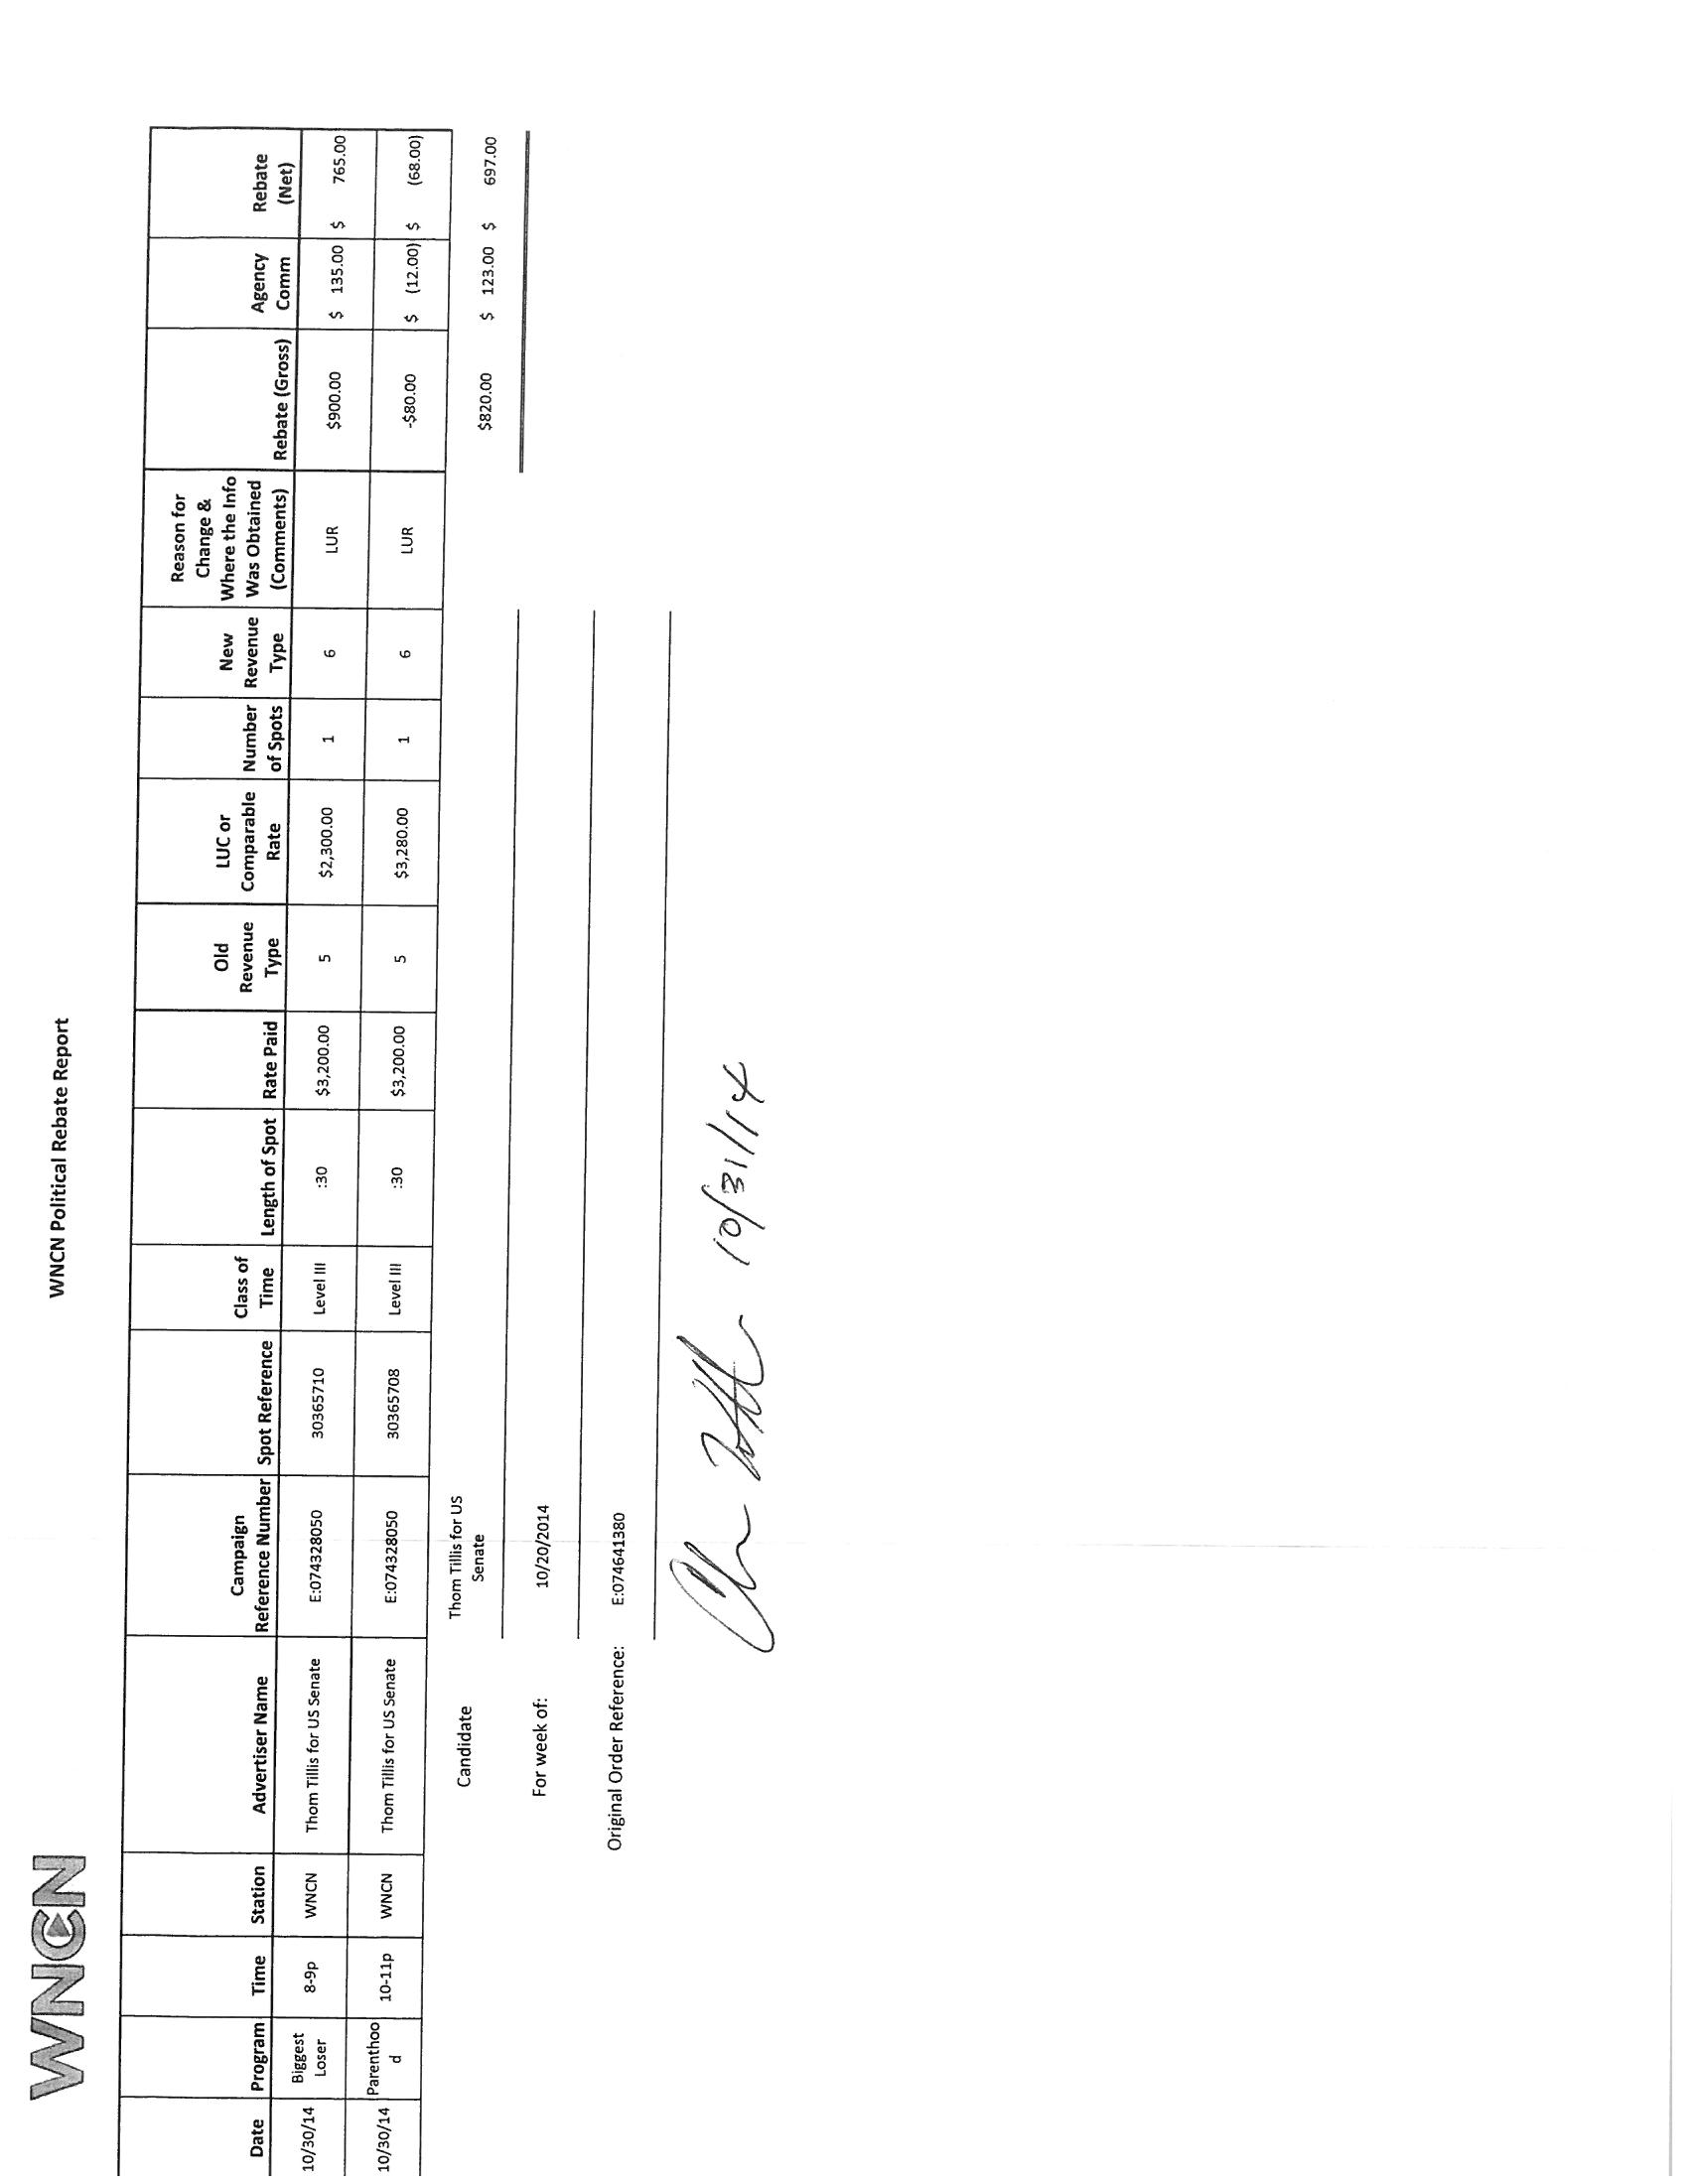 WNCN
WNCN Political Rebate Report
Date Program Time Station Advertiser Name Campaign Reference Number Spot Reference Class of Time Length of Spot Rate Paid Old Revenue Type LUC or Comparable Rate Number of Spots New Revenue Type Reason for Change & Where the Info Was Obtained (Comments) Rebate (Gross) Agency Comm Rebate (Net)
10/30/14 Biggest Loser 8-9p WNCN Thom Tillis for US Senate E:074328050 30365710 Level III :30 $3,200.00 5 $2,300.00 1 6 LUR $900.00 $ 135.00 $ 765.00
10/30/14 Parenthood 10-11p WNCN Thom Tillis for US Senate E:074328050 30365708 Level III :30 $3,200.00 5 $3,280.00 1 6 LUR -$80.00 $ (12.00) $ (68.00)
Candidate Thom Tillis for US Senate $820.00 $ 123.00 $ 697.00
For week of: 10/20/2014
Original Order Reference: E:074641380
10/31/14